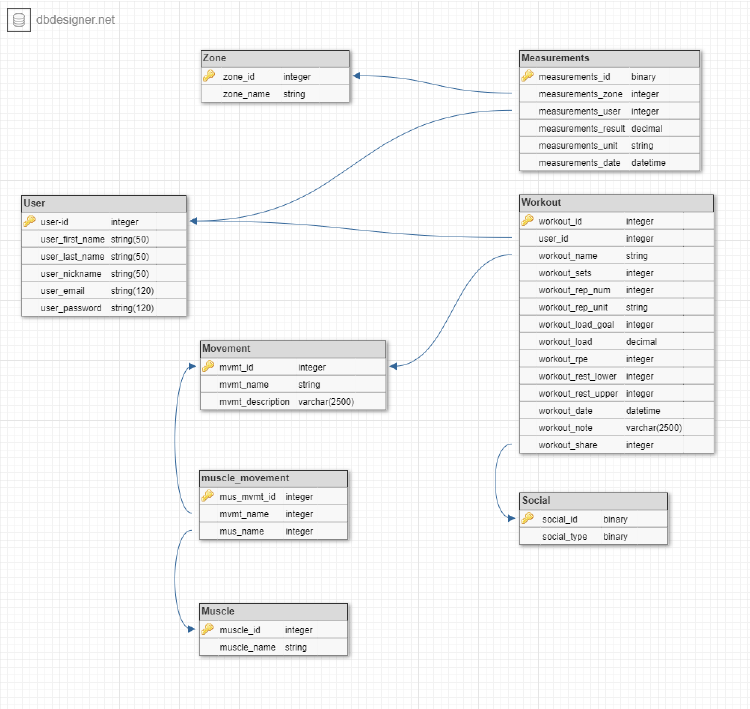 dbdesigner.net
Zone
zone_id integer
zone_name string
Measurements
measurements_id binary
measurements_zone integer
measurements_user integer
measurements_result decimal
measurements_unit string
measurements_date datetime
User
user-id integer
user_first_name string(50)
user_last_name string(50)
user_nickname string(50)
user_email string(120)
user_password string(120)
Workout
workout_id integer
user_id integer
workout_name string
workout_sets integer
workout_rep_num integer
workout_rep_unit string
workout_load_goal integer
workout_load decimal
workout_rpe integer
workout_rest_lower integer
workout_rest_upper integer
workout_date datetime
workout_note varchar(2500)
workout_share integer
Movement
mvmt_id integer
mvmt_name string
mvmt_description varchar(2500)
muscle_movement
mus_mvmt_id integer
mvmt_name integer
mus_name integer
Social
social_id binary
social_type binary
Muscle
muscle_id integer
muscle_name string